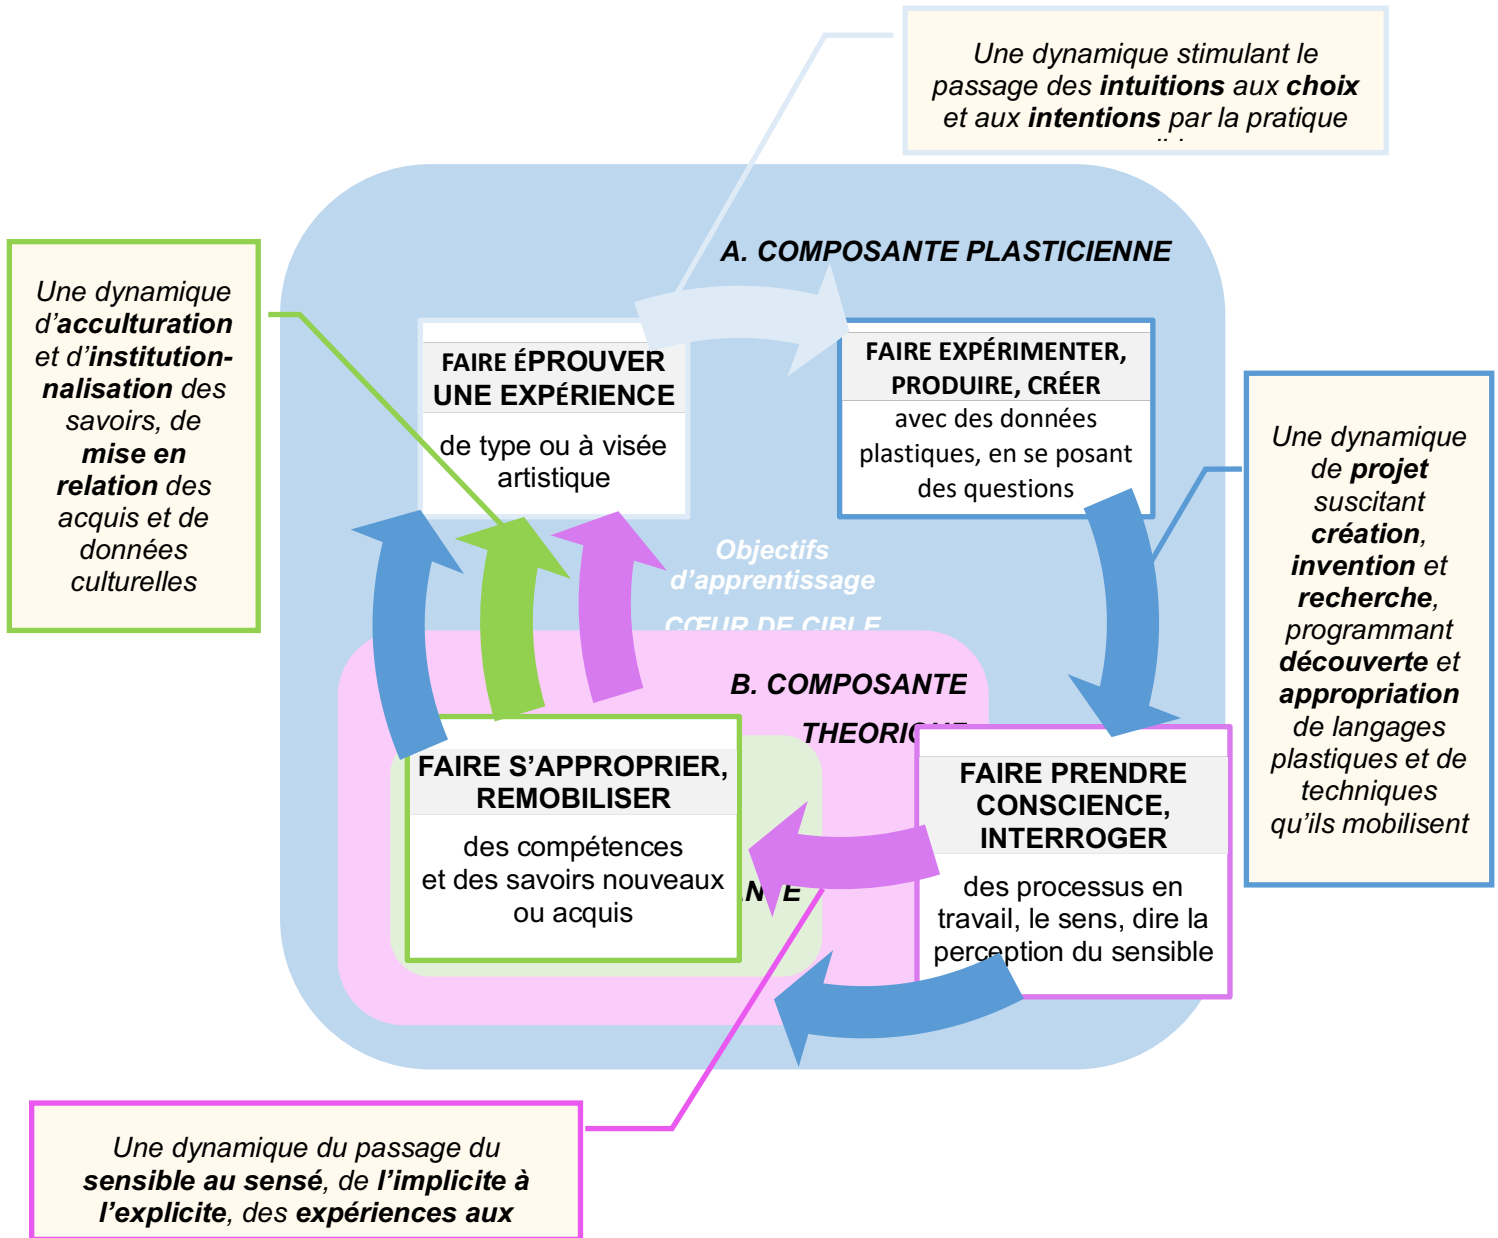 Une dynamique stimulant le
passage des intuitions aux choix
et aux intentions par la pratique
A. COMPOSANTE PLASTICIENNE
Une dynamique
d’acculturation
et d’institution-
nalisation des
savoirs, de
mise en
relation des
acquis et de
données
culturelles
FAIRE ÉPROUVER
UNE EXPÉRIENCE
de type ou à visée
artistique
FAIRE EXPÉRIMENTER,
PRODUIRE, CRÉER
avec des données
plastiques, en se posant
des questions
Une dynamique
de projet
suscitant
création,
invention et
recherche,
programmant
découverte et
appropriation
de langages
plastiques et de
techniques
qu’ils mobilisent
Objectifs
d’apprentissage
CŒUR DE CIBLE
B. COMPOSANTE
FAIRE S’APPROPRIER,
REMOBILISER
des compétences
et des savoirs nouveaux
ou acquis
FAIRE PRENDRE
CONSCIENCE,
INTERROGER
des processus en
travail, le sens, dire la
perception du sensible
Une dynamique du passage du
sensible au sensé, de l’implicite à
l’explicite, des expériences aux